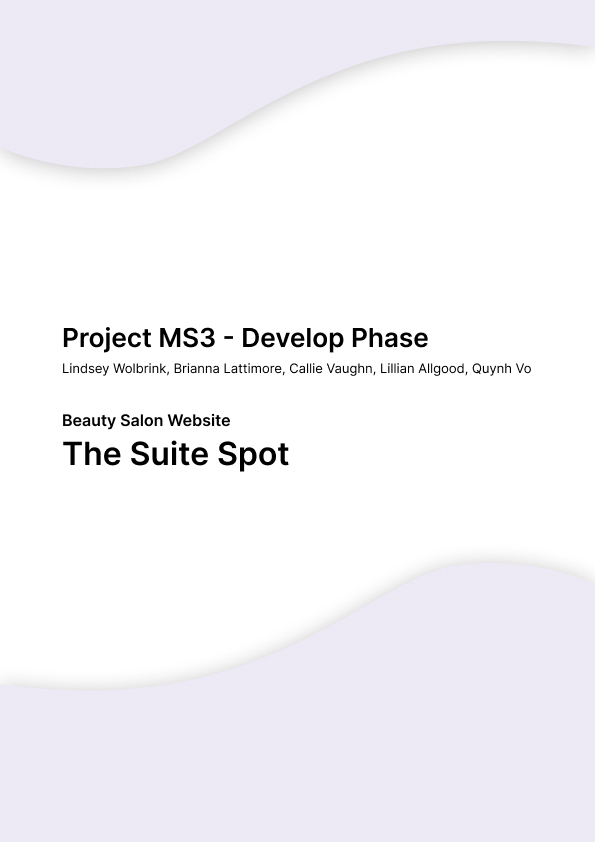 Project MS3 - Develop Phase
Lindsey Wolbrink, Brianna Lattimore, Callie Vaughn, Lillian Allgood, Quynh Vo
Beauty Salon Website
The Suite Spot